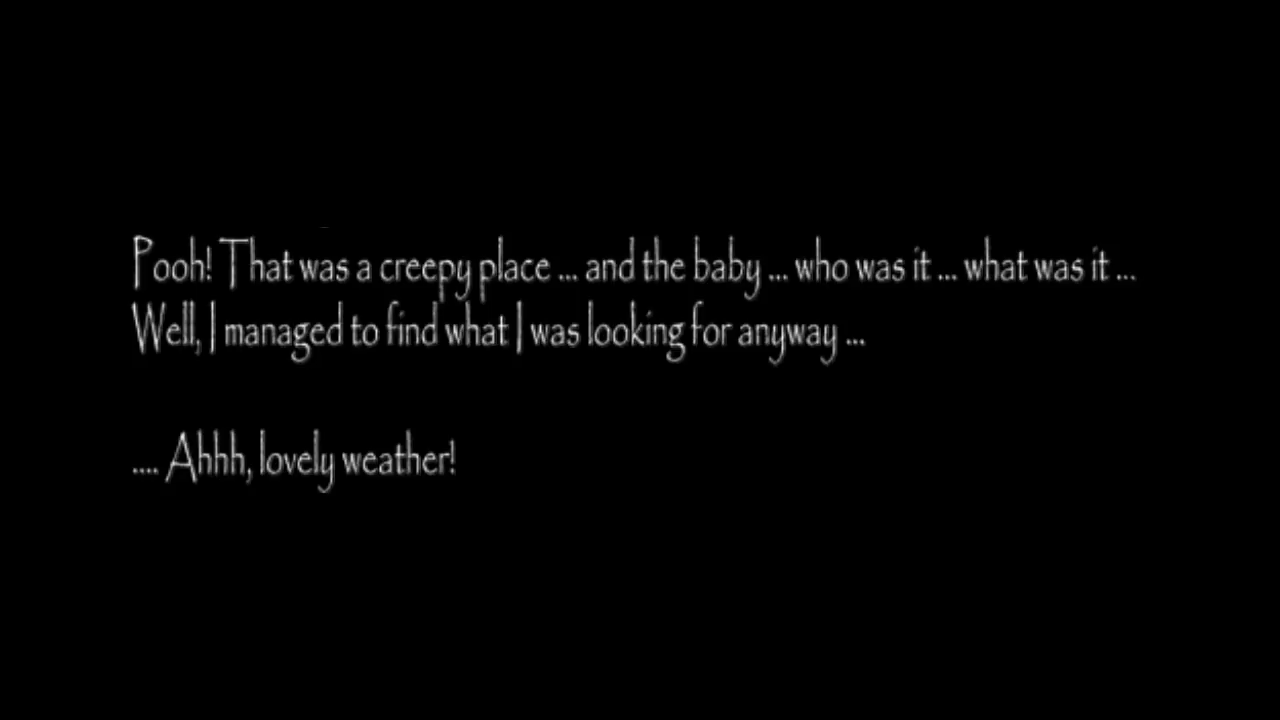 Pooh! That was a creepy place ... and the baby ... who was it ... what was it ...
Well, I managed to find what I was looking for anyway ...
.... Ahhh, lovely weather!